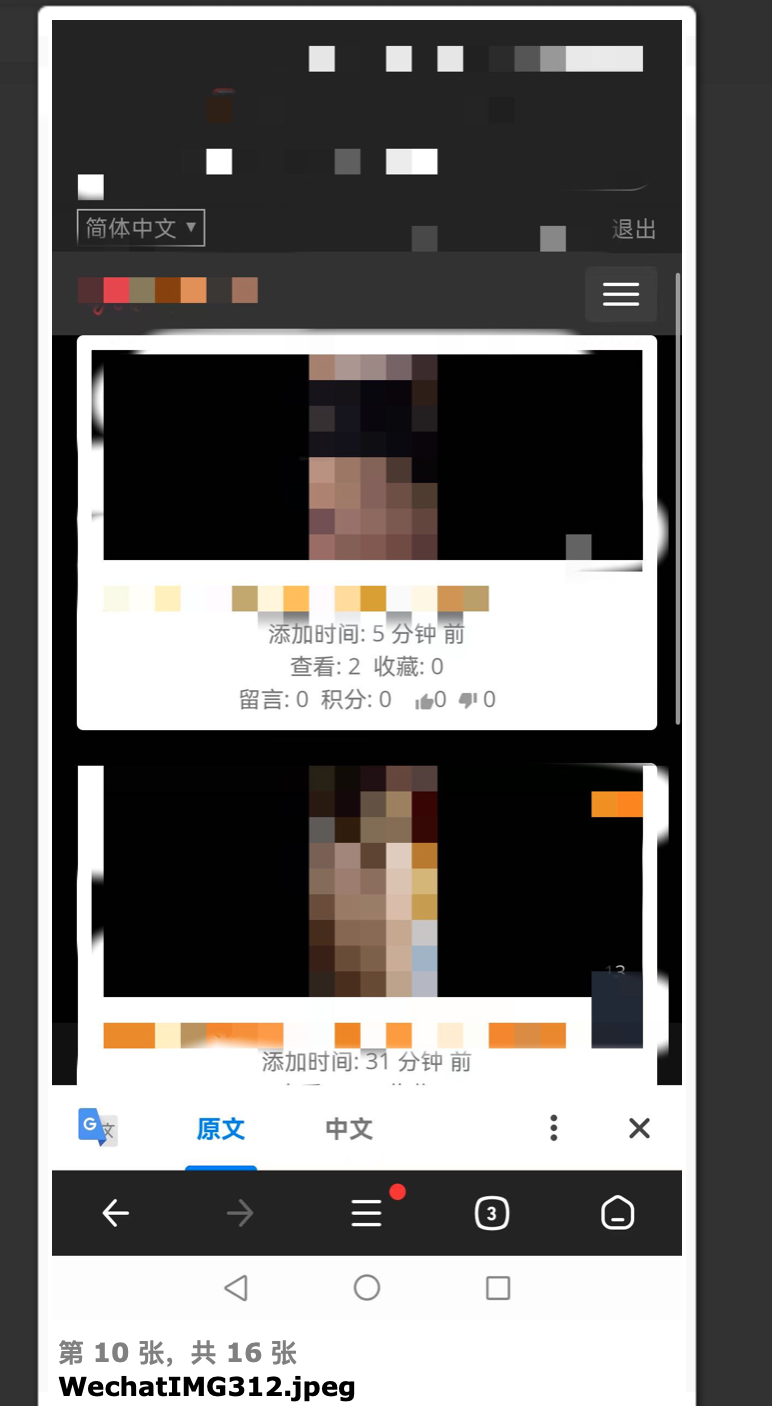 简体中文 ▼
退出
添加时间: 5 分钟 前
查看: 2 收藏: 0
留言: 0 积分: 0 0 0
13
添加时间: 31 分钟 前
G 文
原文
中文
3
第 10 张, 共 16 张
WechatIMG312.jpeg